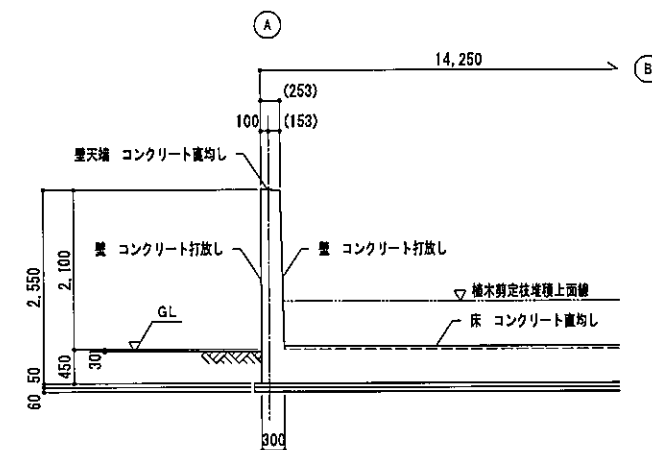 A
14,250
B
(253)
100
(153)
壁天端 コンクリート直均し
壁 コンクリート打放し
壁 コンクリート打放し
2,550
2,100
植木剪定枝堆積上面線
GL
床 コンクリート直均し
30
450
50
60
300